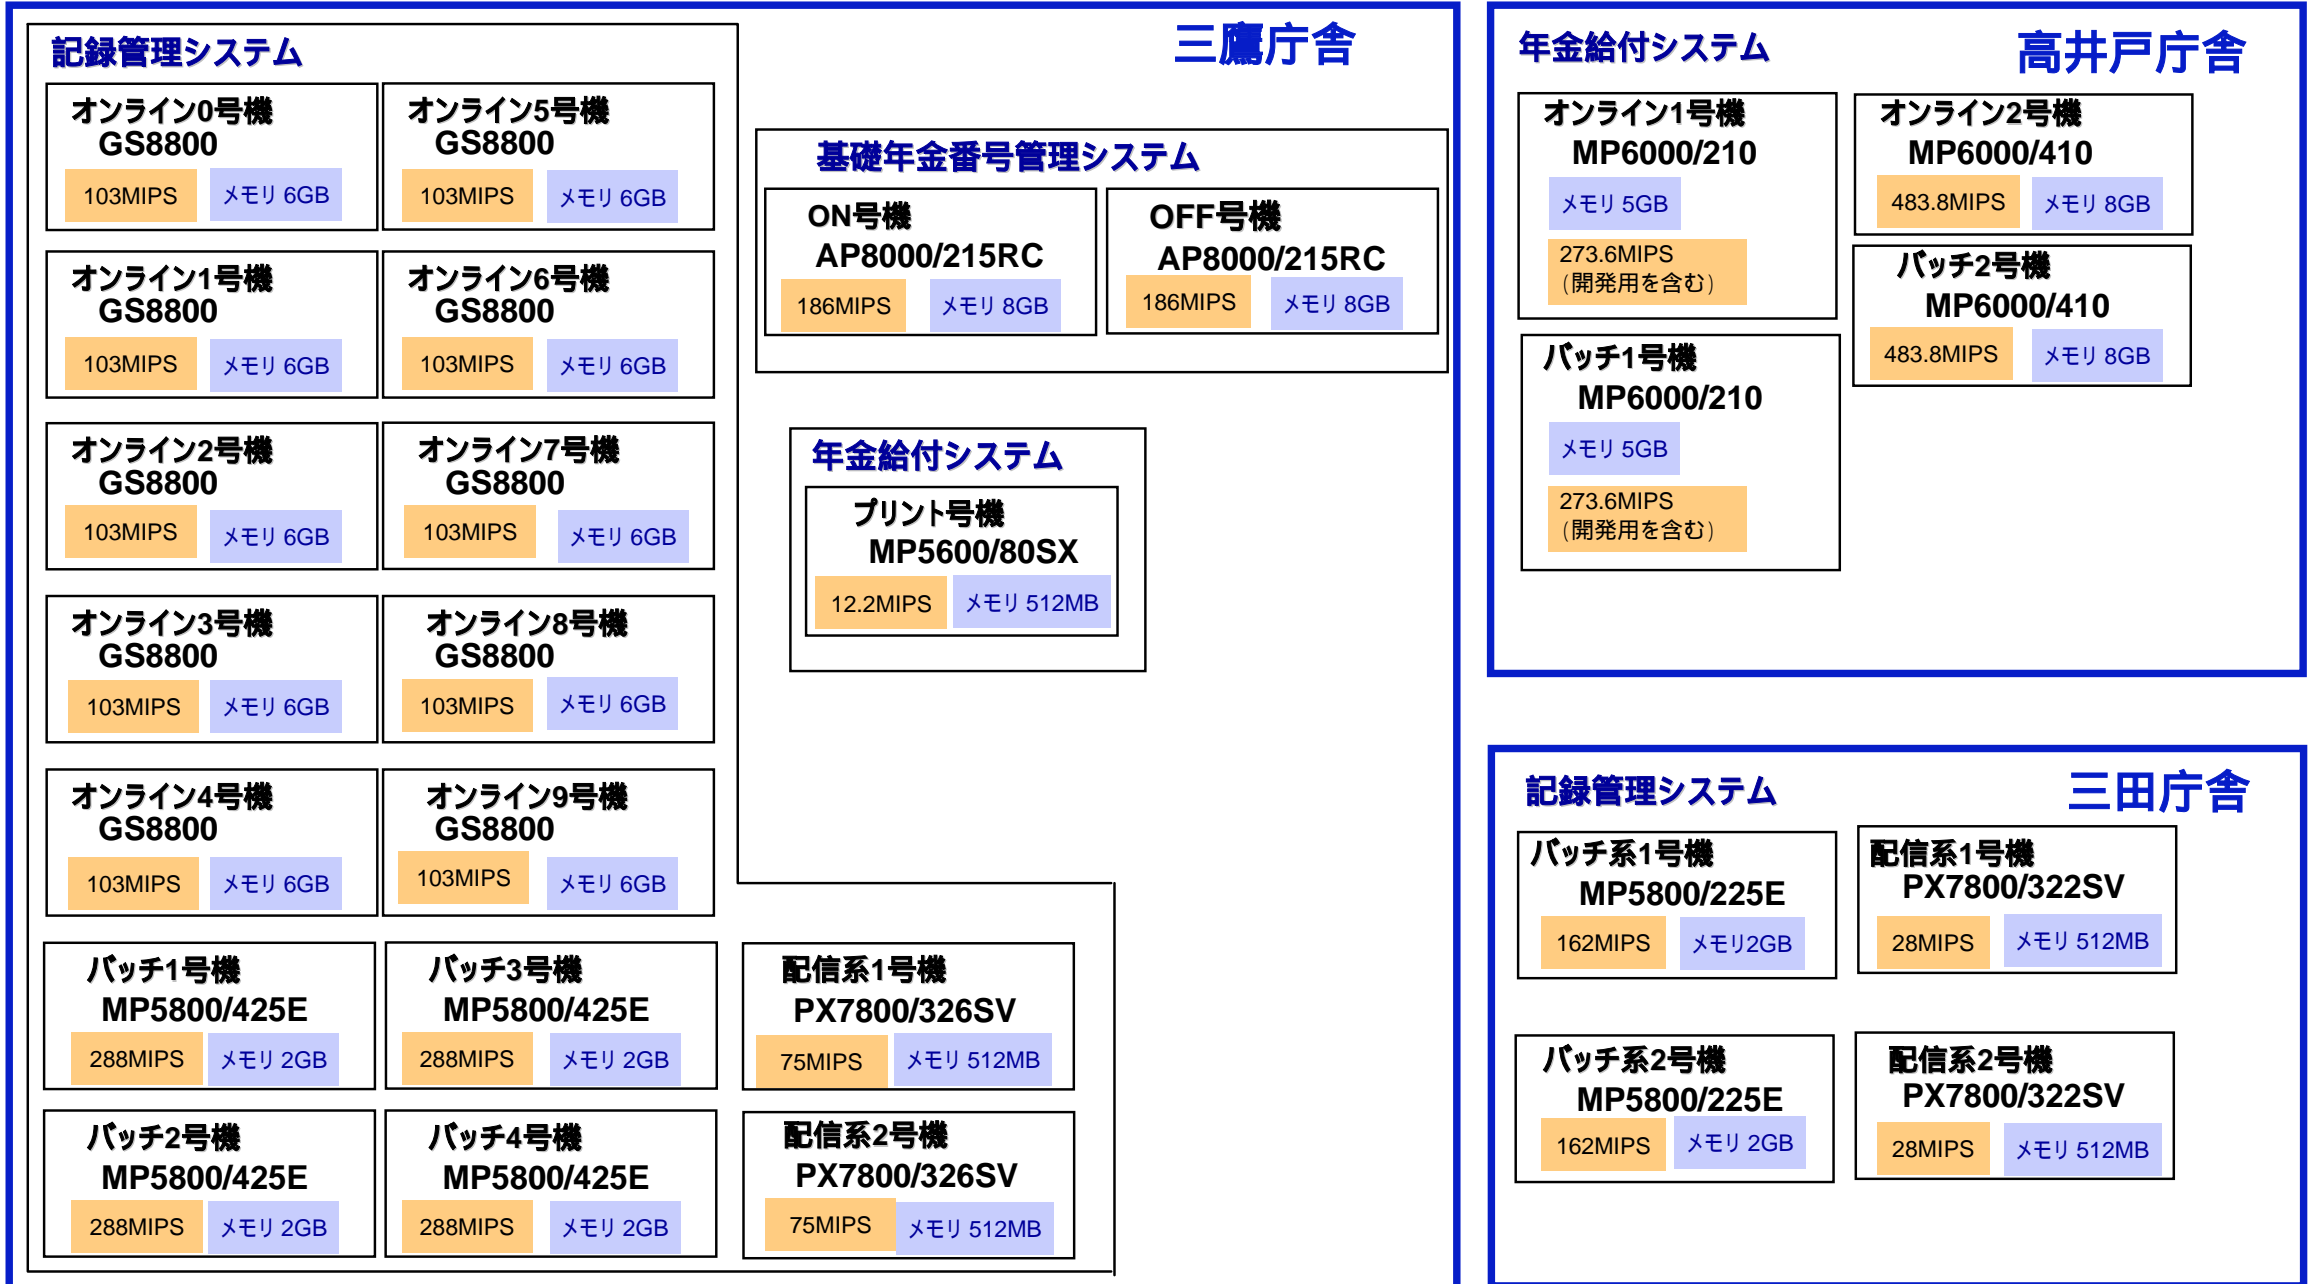 三鷹庁舎
記録管理システム
オンライン0号機
GS8800
103MIPS
メモリ 6GB
オンライン5号機
GS8800
103MIPS
メモリ 6GB
オンライン1号機
GS8800
103MIPS
メモリ 6GB
オンライン6号機
GS8800
103MIPS
メモリ 6GB
オンライン2号機
GS8800
103MIPS
メモリ 6GB
オンライン7号機
GS8800
103MIPS
メモリ 6GB
オンライン3号機
GS8800
103MIPS
メモリ 6GB
オンライン8号機
GS8800
103MIPS
メモリ 6GB
オンライン4号機
GS8800
103MIPS
メモリ 6GB
オンライン9号機
GS8800
103MIPS
メモリ 6GB
バッチ1号機
MP5800/425E
288MIPS
メモリ 2GB
バッチ3号機
MP5800/425E
288MIPS
メモリ 2GB
配信系1号機
PX7800/326SV
75MIPS
メモリ 512MB
バッチ2号機
MP5800/425E
288MIPS
メモリ 2GB
バッチ4号機
MP5800/425E
288MIPS
メモリ 2GB
配信系2号機
PX7800/326SV
75MIPS
メモリ 512MB
基礎年金番号管理システム
ON号機
AP8000/215RC
186MIPS
メモリ 8GB
OFF号機
AP8000/215RC
186MIPS
メモリ 8GB
年金給付システム
プリント号機
MP5600/80SX
12.2MIPS
メモリ 512MB
高井戸庁舎
年金給付システム
オンライン1号機
MP6000/210
メモリ 5GB
273.6MIPS
(開発用を含む)
オンライン2号機
MP6000/410
483.8MIPS
メモリ 8GB
バッチ1号機
MP6000/210
メモリ 5GB
273.6MIPS
(開発用を含む)
バッチ2号機
MP6000/410
483.8MIPS
メモリ 8GB
三田庁舎
記録管理システム
バッチ系1号機
MP5800/225E
162MIPS
メモリ2GB
配信系1号機
PX7800/322SV
28MIPS
メモリ 512MB
バッチ系2号機
MP5800/225E
162MIPS
メモリ 2GB
配信系2号機
PX7800/322SV
28MIPS
メモリ 512MB